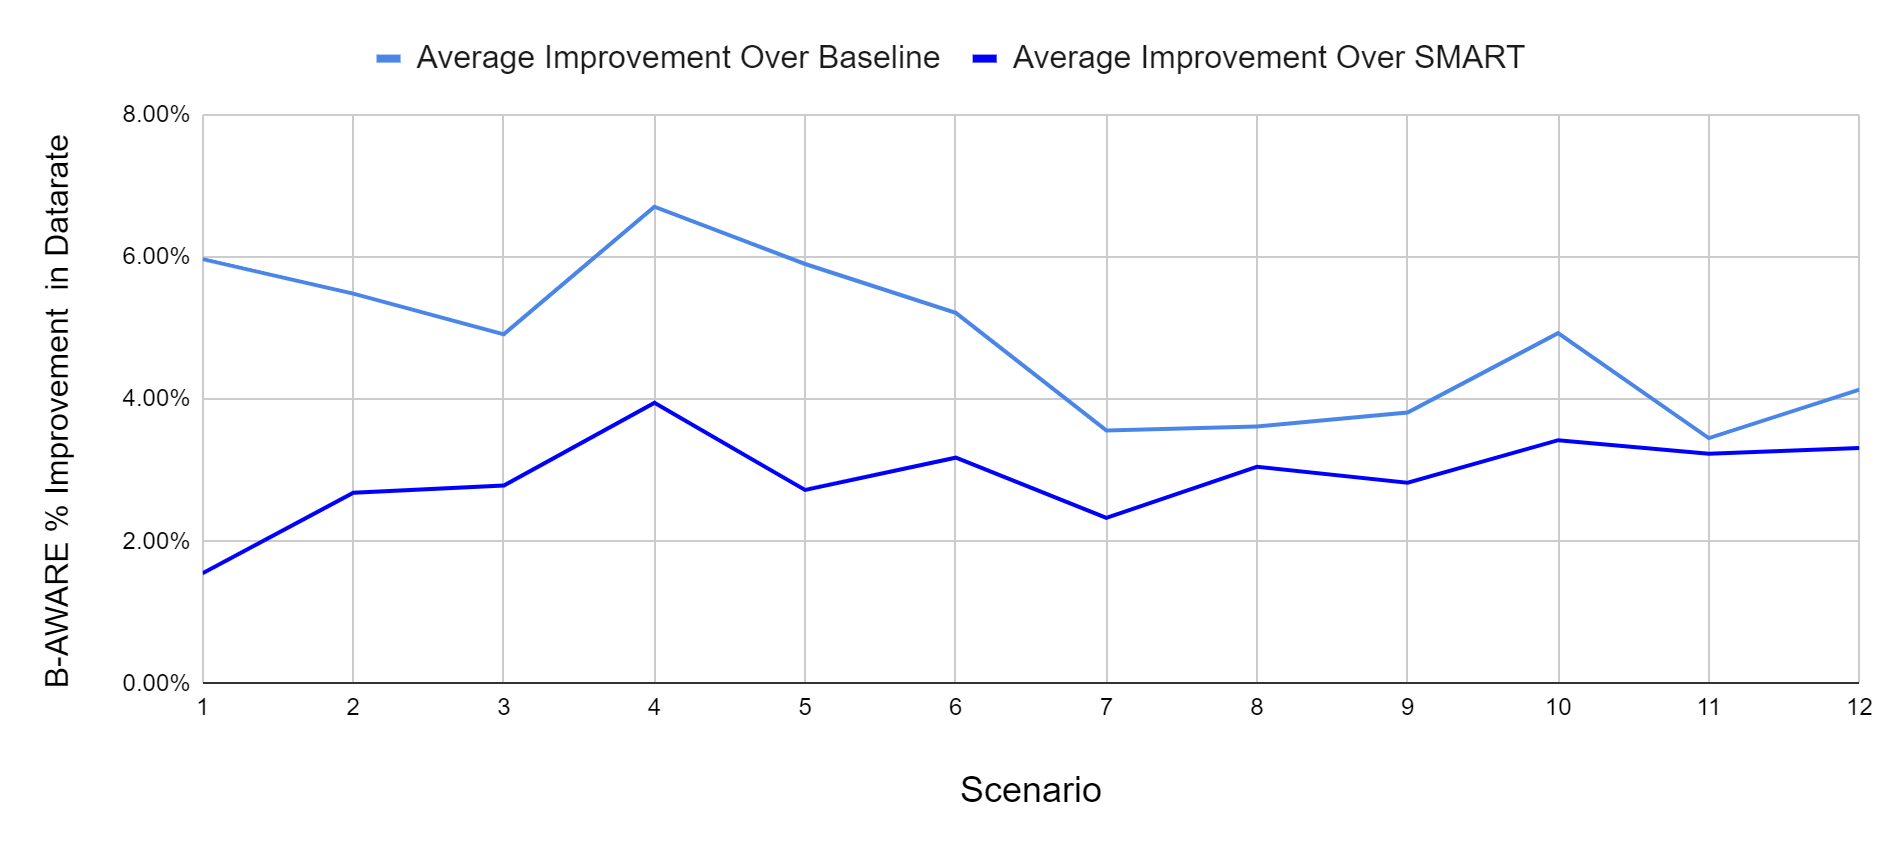 Average Improvement Over Baseline Average Improvement Over SMART
B-AWARE % Improvement in Datarate
8.00%
6.00%
4.00%
2.00%
0.00%
1 2 3 4 5 6 7 8 9 10 11 12
Scenario